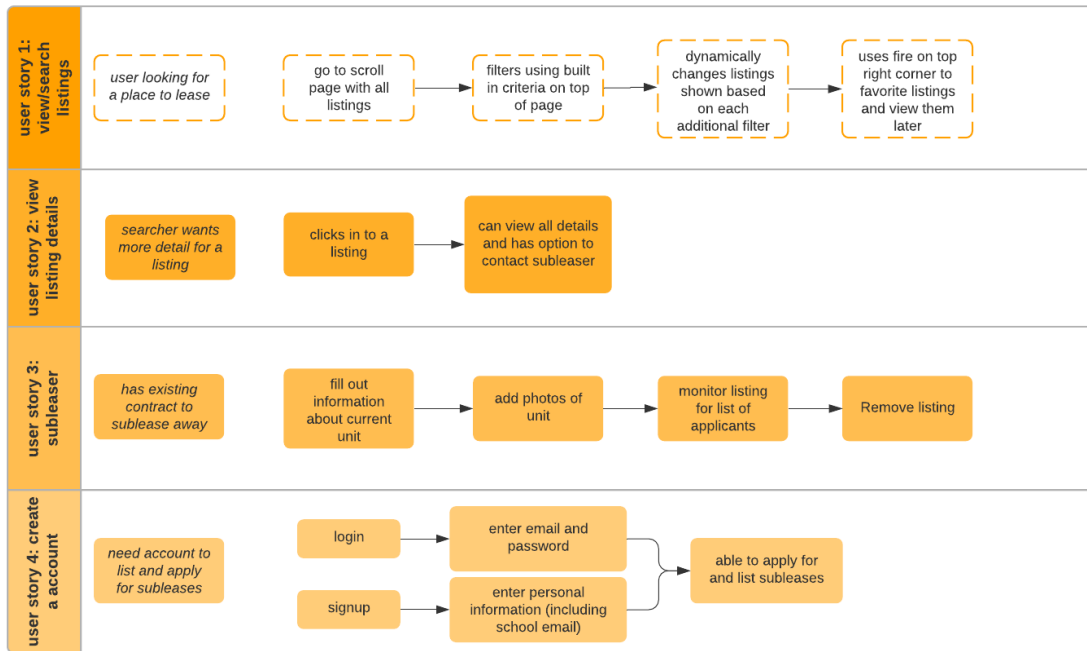 user story 1:
view/search
listings
user looking for
a place to lease
go to scroll
page with all
listings
filters using built
in criteria on top
of page
dynamically
changes listings
shown based
on each
additional filter
uses fire on top
right corner to
favorite listings
and view them
later
user story 2: view
listing details
searcher wants
more detail for a
listing
clicks in to a
listing
can view all details
and has option to
contact subleaser
user story 3:
subleaser
has existing
contract to
sublease away
fill out
information
about current
unit
add photos of
unit
monitor listing
for list of
applicants
Remove listing
user story 4: create
a account
need account to
list and apply
for subleases
login
enter email and
password
signup
enter personal
information (including
school email)
able to apply for
and list subleases